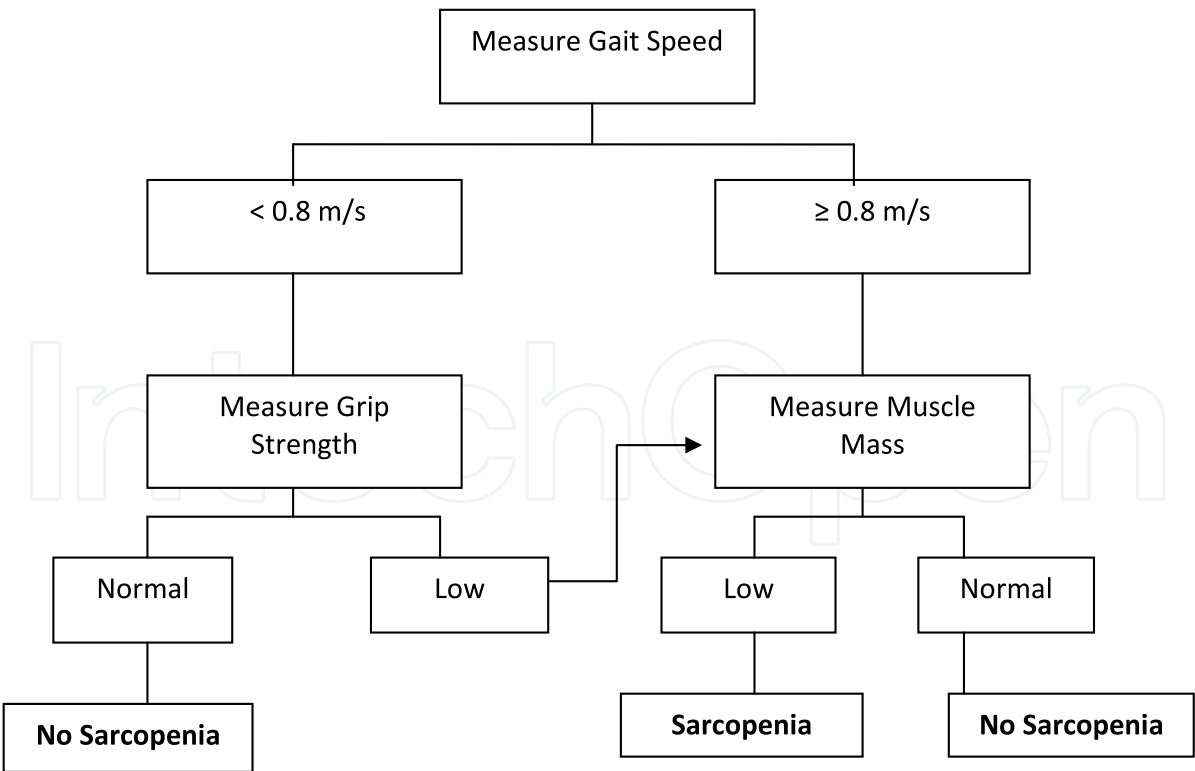 Measure Gait Speed
< 0.8 m/s
≥ 0.8 m/s
IntechOpen
Measure Grip
Strength
Measure Muscle
Mass
Normal
Low
Low
Normal
No Sarcopenia
Sarcopenia
No Sarcopenia